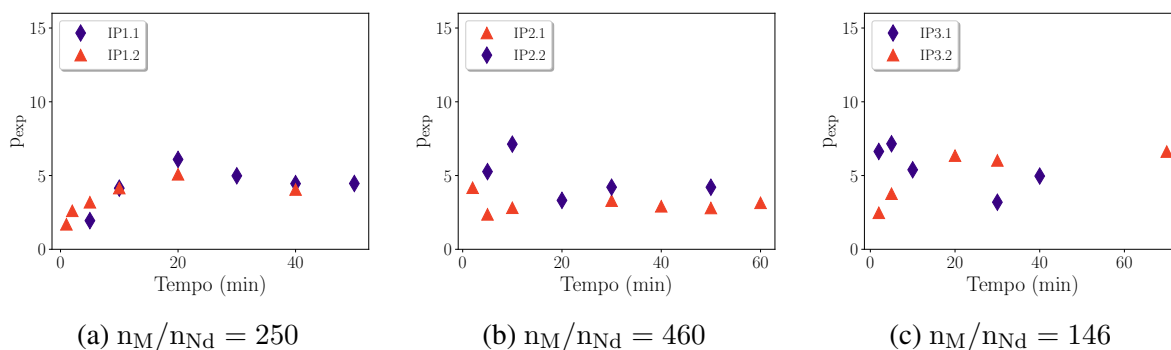 15
10
5
0
p_exp
IP1.1
IP1.2
0
20
40
Tempo (min)
(a) n_M/n_Nd = 250
15
10
5
0
p_exp
IP2.1
IP2.2
0
20
40
60
Tempo (min)
(b) n_M/n_Nd = 460
15
10
5
0
p_exp
IP3.1
IP3.2
0
20
40
60
Tempo (min)
(c) n_M/n_Nd = 146